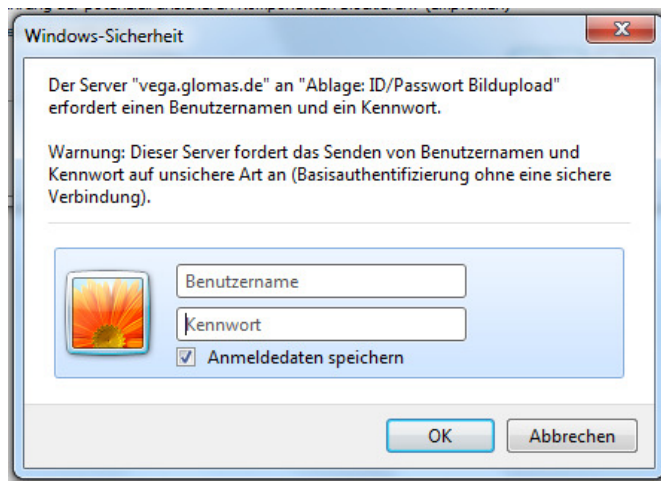 Windows-Sicherheit
Der Server "vega.glomas.de" an "Ablage: ID/Passwort Bildupload"
erfordert einen Benutzernamen und ein Kennwort.
Warnung: Dieser Server fordert das Senden von Benutzernamen und
Kennwort auf unsichere Art an (Basisauthentifizierung ohne eine sichere
Verbindung).
Benutzername
Kennwort
Anmeldedaten speichern
OK
Abbrechen